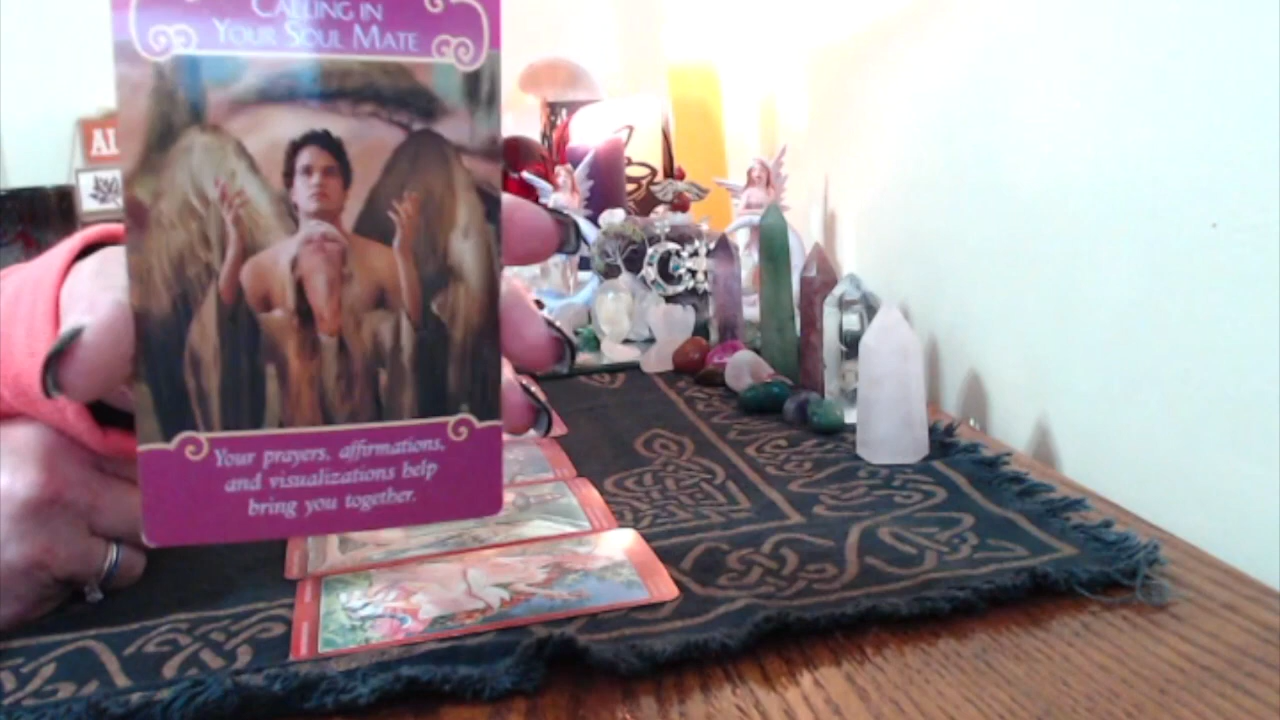 CALLING IN
YOUR SOUL MATE
Your prayers, affirmations,
and visualizations help
bring you together.